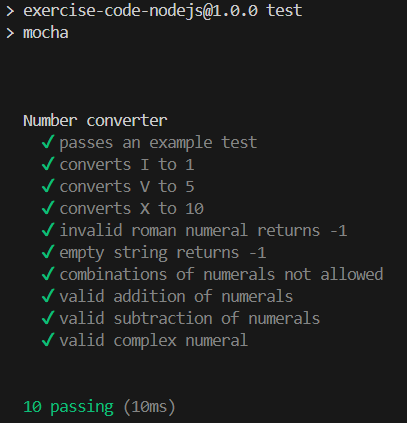 > exercise-code-nodejs@1.0.0 test
> mocha
Number converter
✓ passes an example test
✓ converts I to 1
✓ converts V to 5
✓ converts X to 10
✓ invalid roman numeral returns -1
✓ empty string returns -1
✓ combinations of numerals not allowed
✓ valid addition of numerals
✓ valid subtraction of numerals
✓ valid complex numeral
10 passing (10ms)